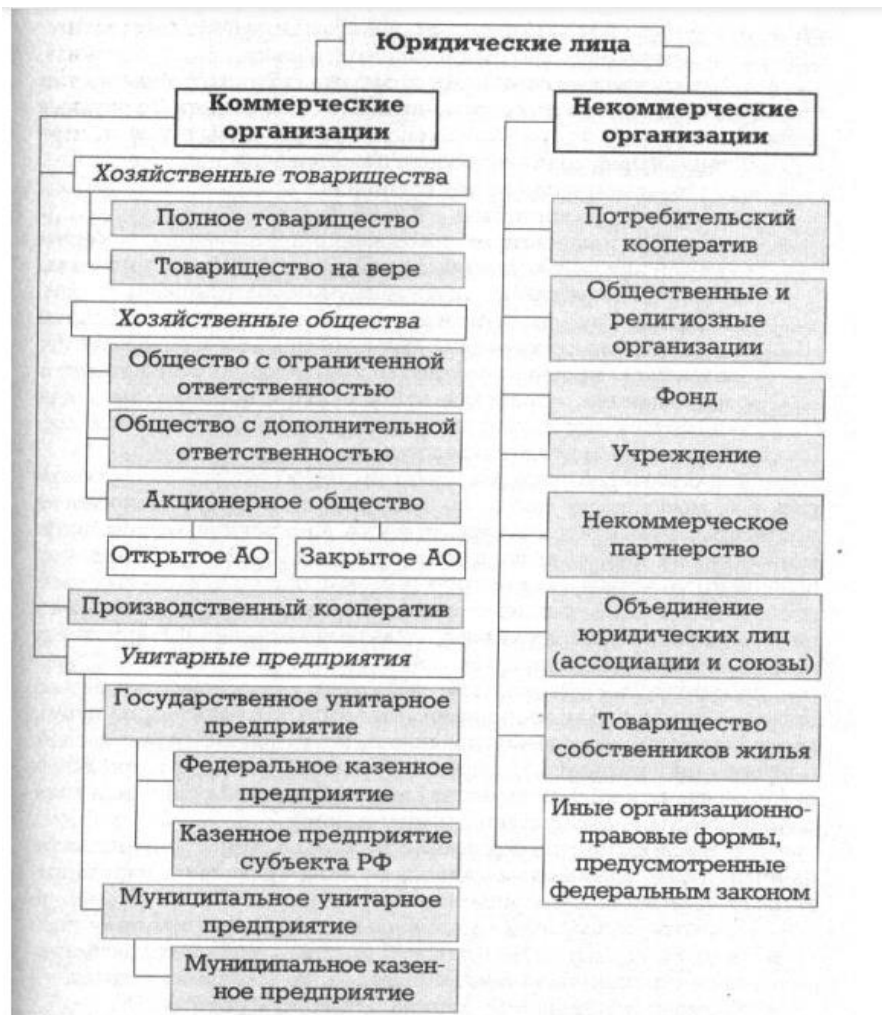 Юридические лица
Коммерческие
организации
Хозяйственные товарищества
Полное товарищество
Товарищество на вере
Хозяйственные общества
Общество с ограниченной
ответственностью
Общество с дополнительной
ответственностью
Акционерное общество
Открытое АО
Закрытое АО
Производственный кооператив
Унитарные предприятия
Государственное унитарное
предприятие
Федеральное казенное
предприятие
Казенное предприятие
субъекта РФ
Муниципальное унитарное
предприятие
Муниципальное казен-
ное предприятие
Некоммерческие
организации
Потребительский
кооператив
Общественные и
религиозные
организации
Фонд
Учреждение
Некоммерческое
партнерство
Объединение
юридических лиц
(ассоциации и союзы)
Товарищество
собственников жилья
Иные организационно-
правовые формы,
предусмотренные
федеральным законом